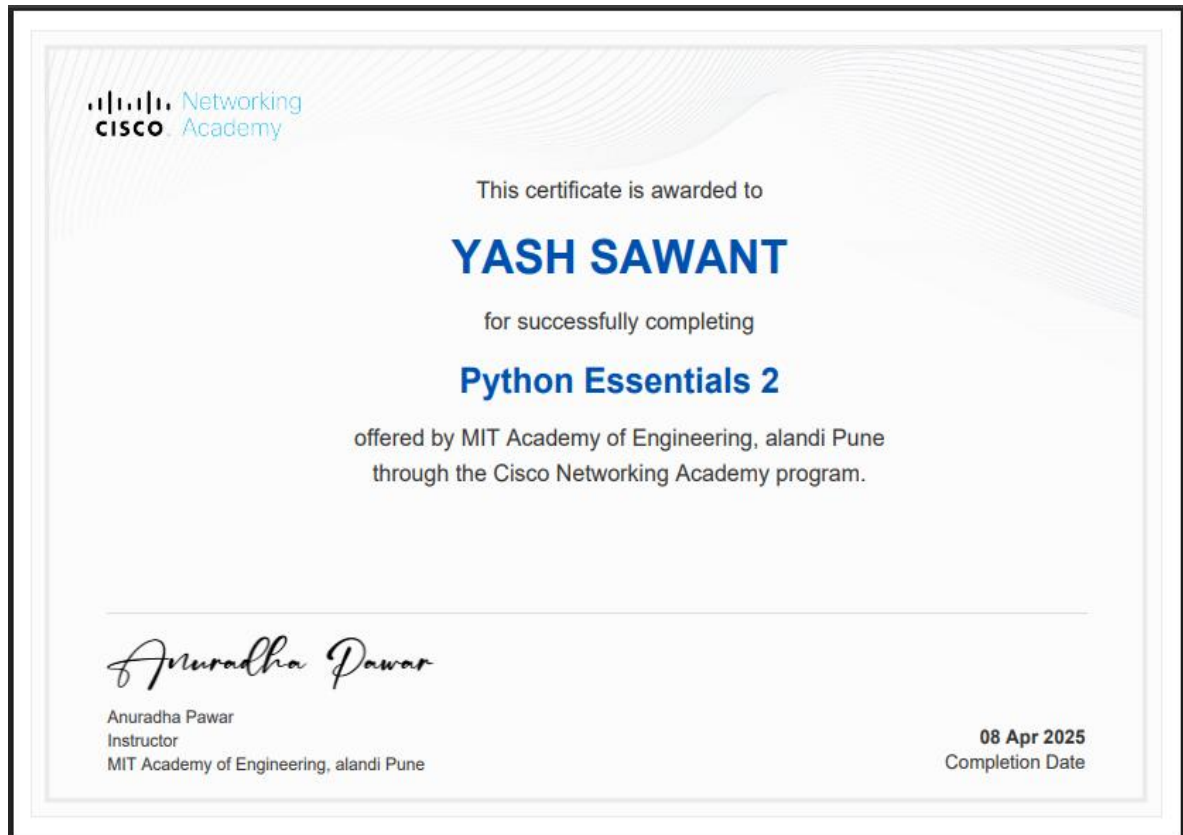 Networking
CISCO Academy
This certificate is awarded to
YASH SAWANT
for successfully completing
Python Essentials 2
offered by MIT Academy of Engineering, alandi Pune
through the Cisco Networking Academy program.
Anuradha Pawar
Anuradha Pawar
Instructor
MIT Academy of Engineering, alandi Pune
08 Apr 2025
Completion Date